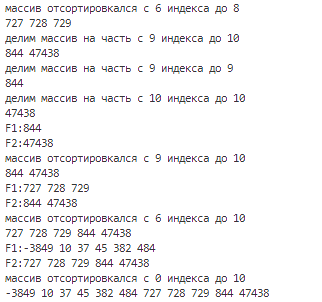 массив отсортировкался с 6 индекса до 8
727 728 729
делим массив на часть с 9 индекса до 10
844 47438
делим массив на часть с 9 индекса до 9
844
делим массив на часть с 10 индекса до 10
47438
F1:844
F2:47438
массив отсортировкался с 9 индекса до 10
844 47438
F1:727 728 729
F2:844 47438
массив отсортировкался с 6 индекса до 10
727 728 729 844 47438
F1:-3849 10 37 45 382 484
F2:727 728 729 844 47438
массив отсортировкался с 0 индекса до 10
-3849 10 37 45 382 484 727 728 729 844 47438